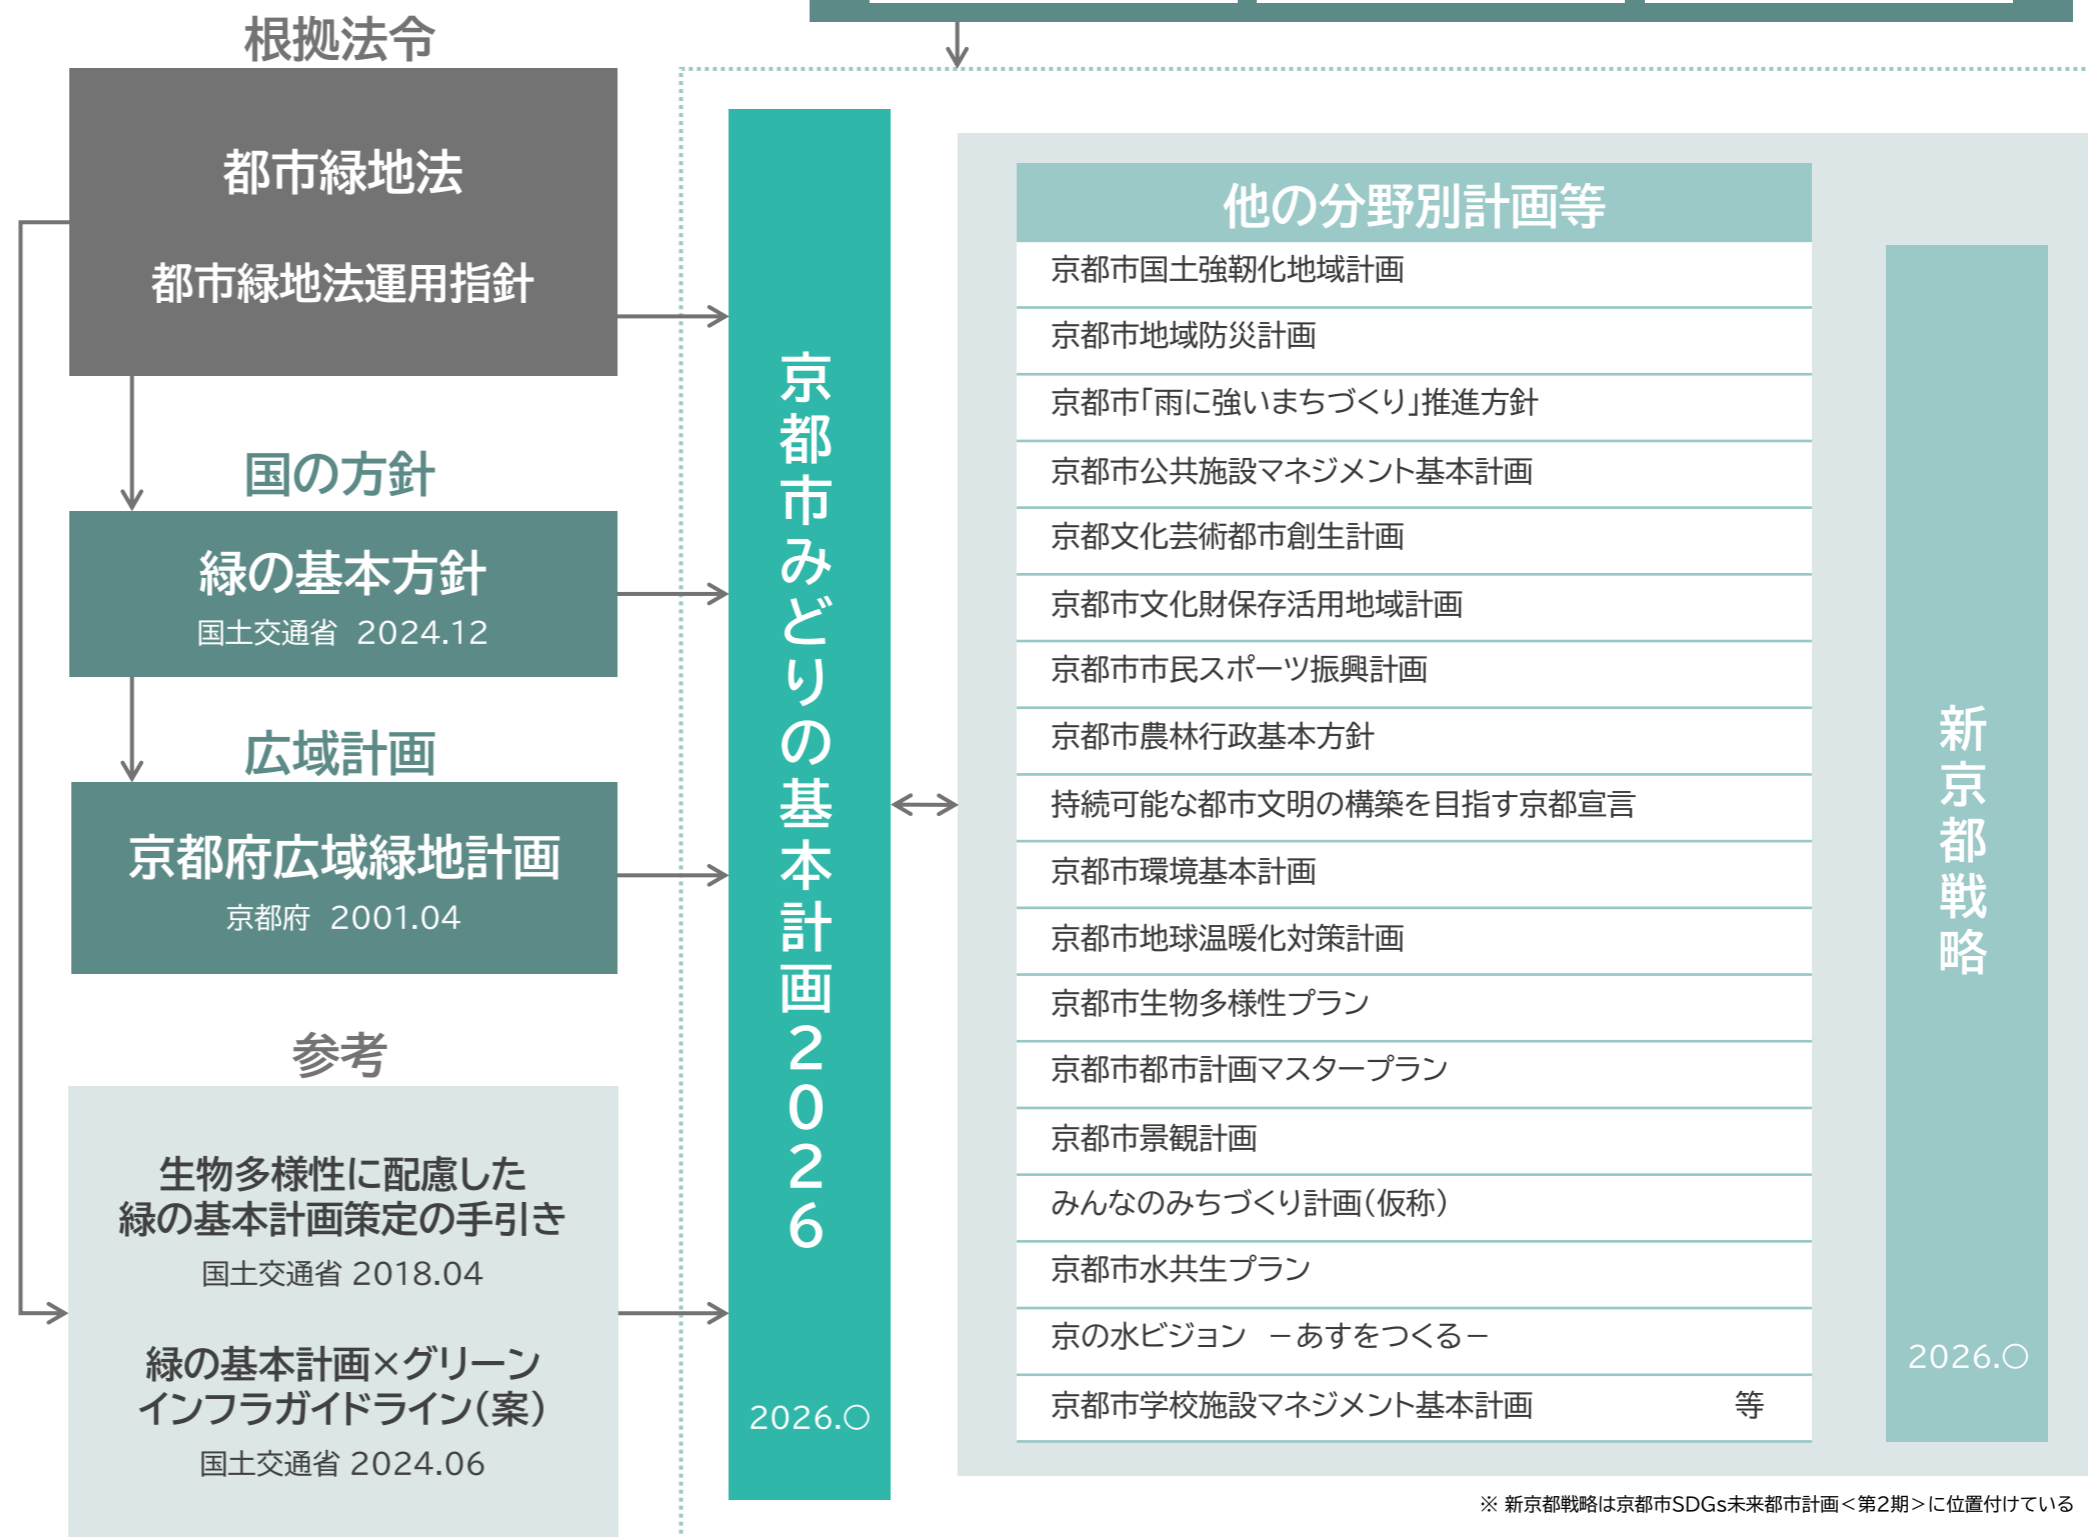 根拠法令
都市緑地法
都市緑地法運用指針
国の方針
緑の基本方針
国土交通省 2024.12
広域計画
京都府広域緑地計画
京都府 2001.04
参考
生物多様性に配慮した
緑の基本計画策定の手引き
国土交通省 2018.04
緑の基本計画×グリーン
インフラガイドライン（案）
国土交通省 2024.06
京都市みどりの基本計画2026
2026.〇
他の分野別計画等
京都市国土強靭化地域計画
京都市地域防災計画
京都市「雨に強いまちづくり」推進方針
京都市公共施設マネジメント基本計画
京都文化芸術都市創生計画
京都市文化財保存活用地域計画
京都市市民スポーツ振興計画
京都市農林行政基本方針
持続可能な都市文明の構築を目指す京都宣言
京都市環境基本計画
京都市地球温暖化対策計画
京都市生物多様性プラン
京都市都市計画マスタープラン
京都市景観計画
みんなのみちづくり計画（仮称）
京都市水共生プラン
京の水ビジョン －あすをつくる－
京都市学校施設マネジメント基本計画 等
新京都戦略
2026.〇
※ 新京都戦略は京都市SDGs未来都市計画＜第2期＞に位置付けている